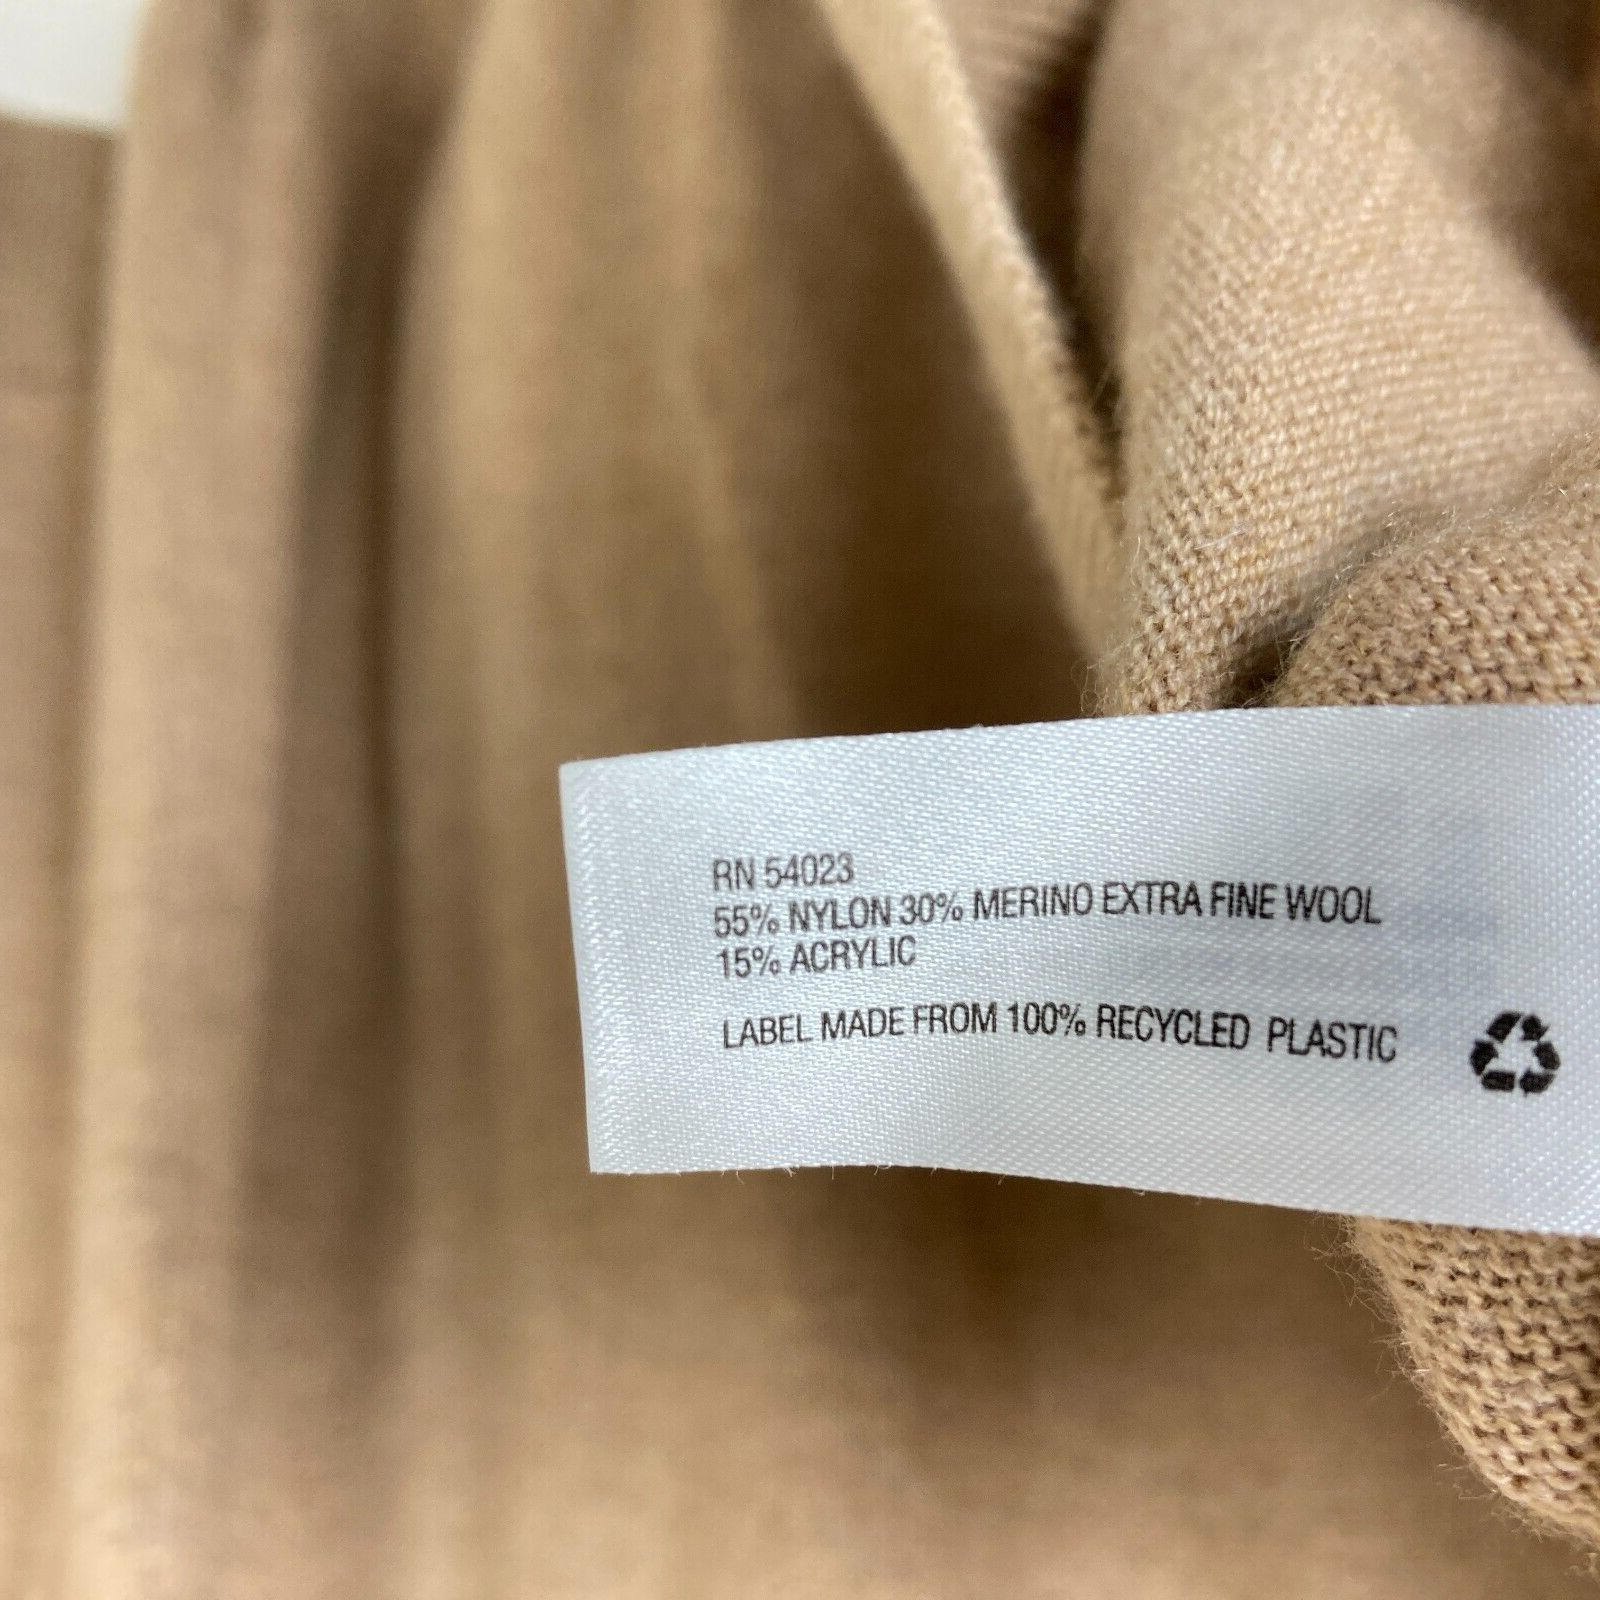 RN 54023
55% NYLON 30% MERINO EXTRA FINE WOOL
15% ACRYLIC
LABEL MADE FROM 100% RECYCLED PLASTIC